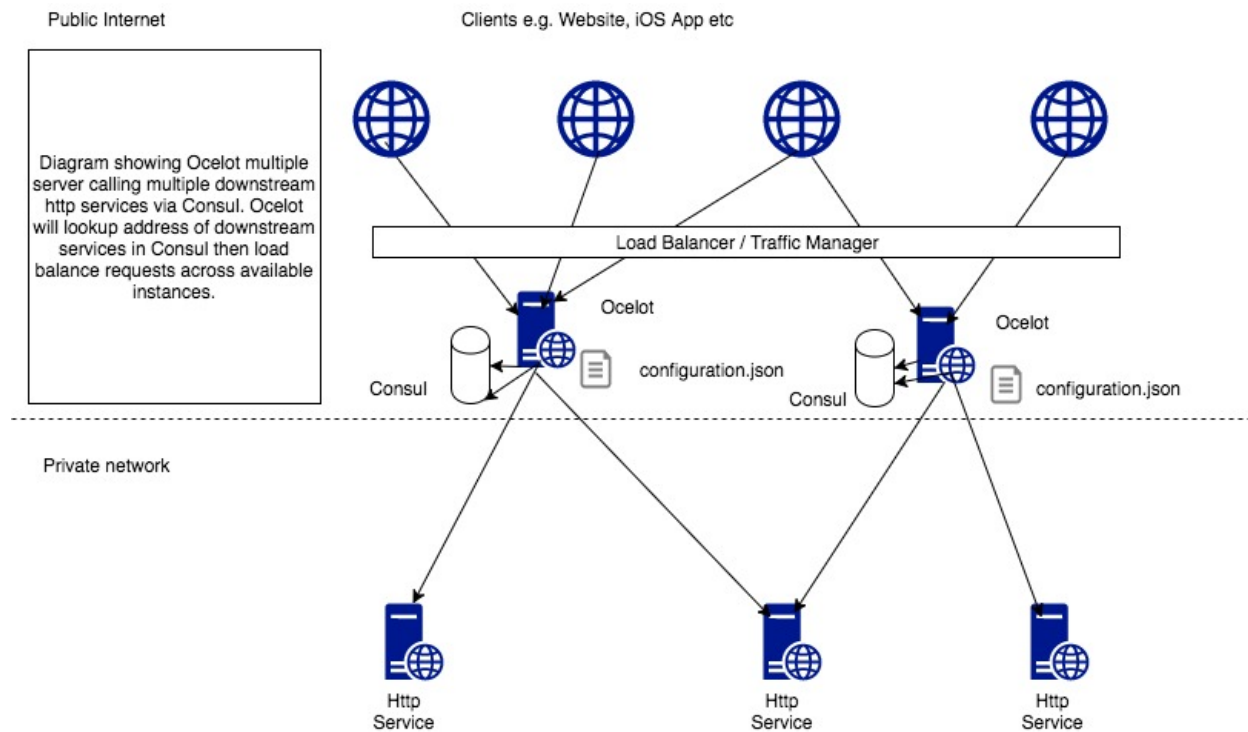 Public Internet
Clients e.g. Website, iOS App etc
Diagram showing Ocelot multiple
server calling multiple downstream
http services via Consul. Ocelot
will lookup address of downstream
services in Consul then load
balance requests across available
instances.
Load Balancer / Traffic Manager
Ocelot
Consul
configuration.json
Ocelot
Consul
configuration.json
Private network
Http
Service
Http
Service
Http
Service